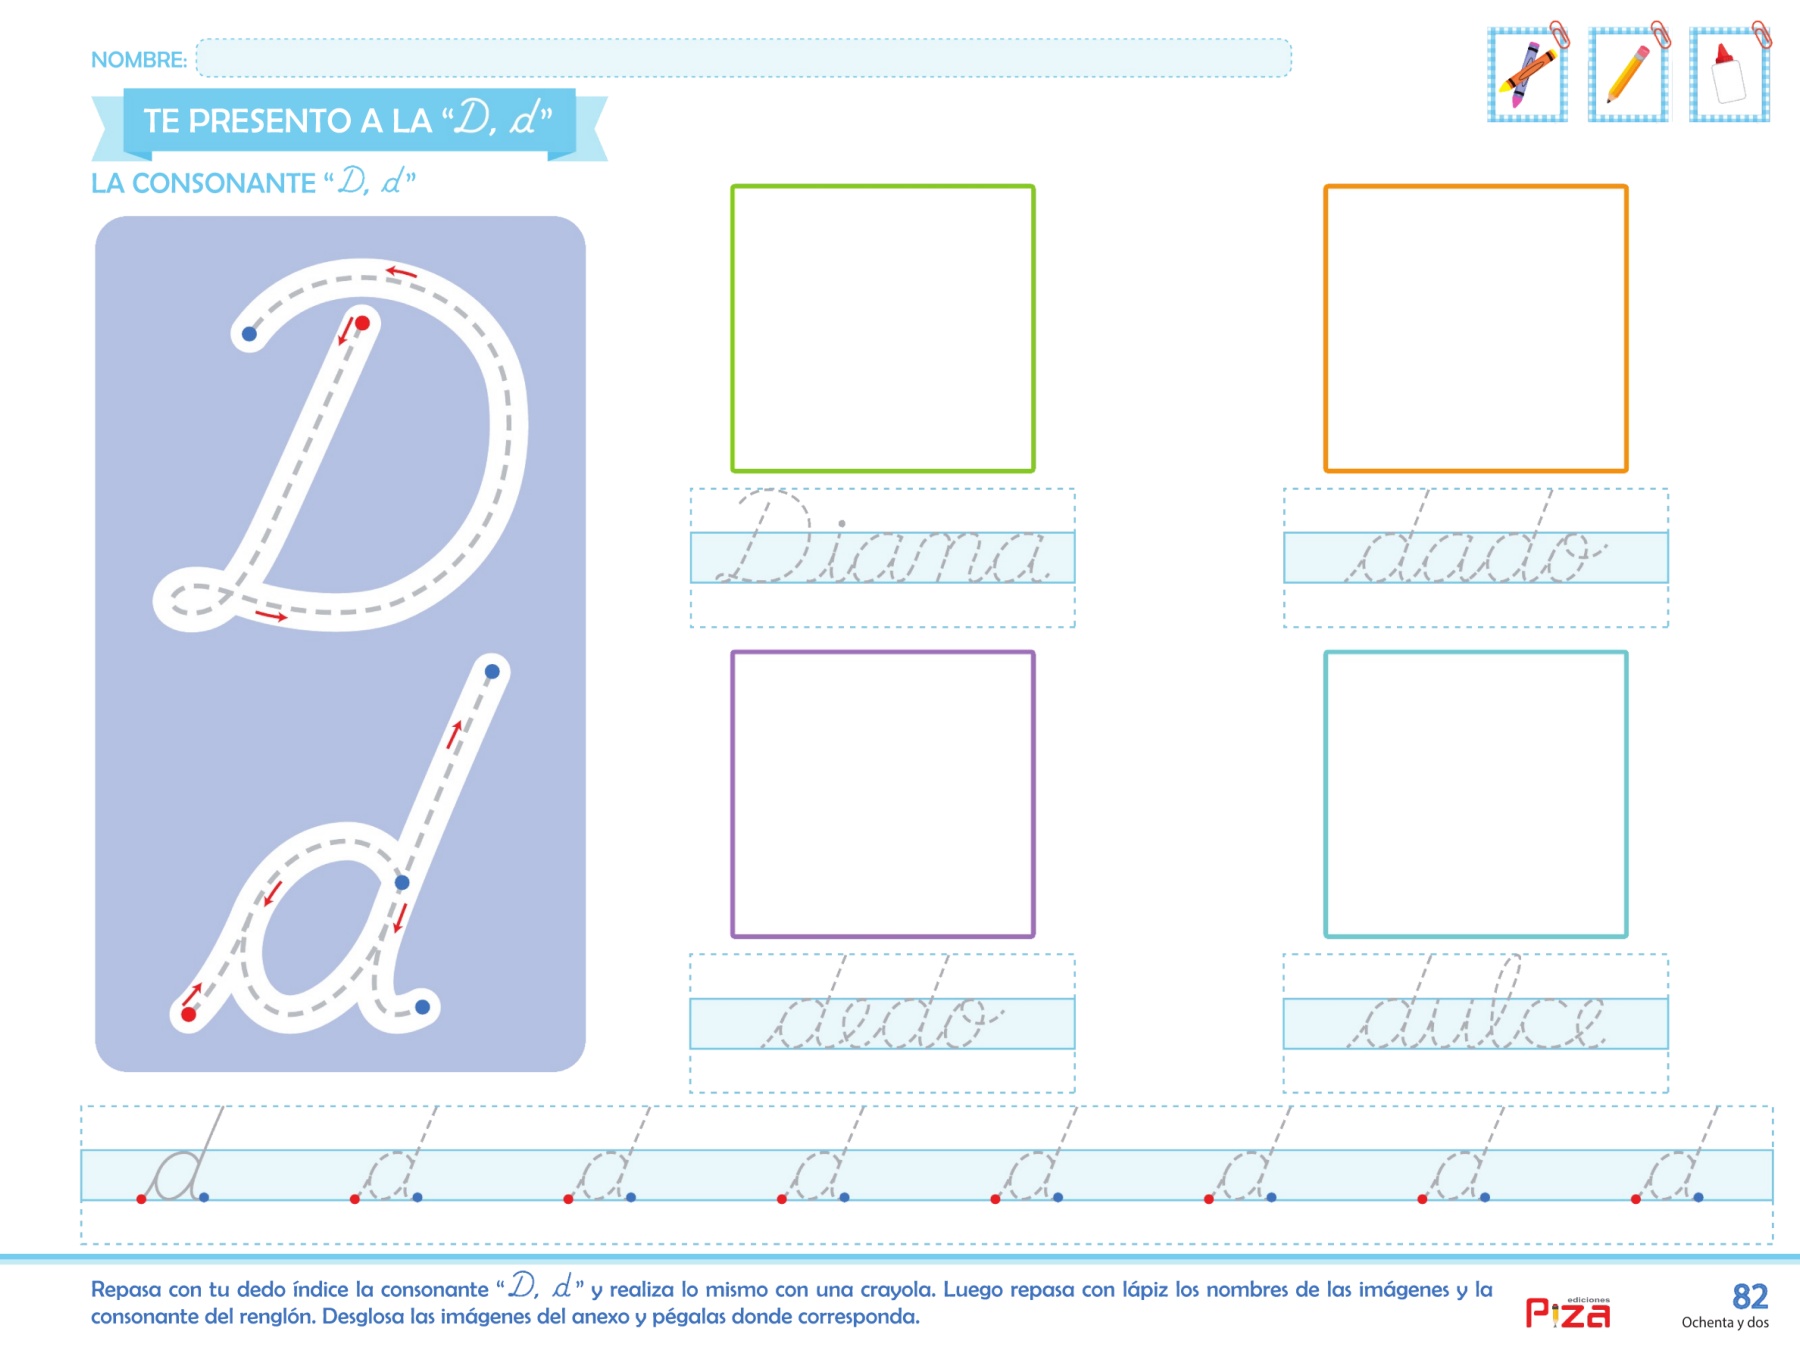 NOMBRE:
TE PRESENTO A LA “D, d”
LA CONSONANTE “D, d”
D
d
Diana
dado
dedo
dulce
d d d d d d d d
Repasa con tu dedo índice la consonante “D, d” y realiza lo mismo con una crayola. Luego repasa con lápiz los nombres de las imágenes y la
consonante del renglón. Desglosa las imágenes del anexo y pégalas donde corresponda.
ediciones
Piza
82
Ochenta y dos